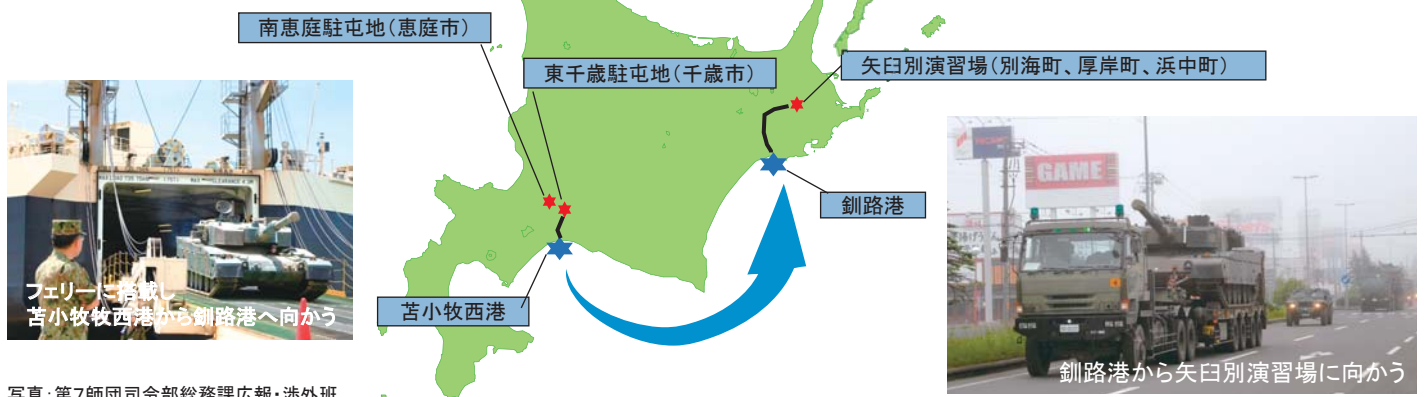 南恵庭駐屯地(恵庭市)
東千歳駐屯地(千歳市)
矢臼別演習場(別海町、厚岸町、浜中町)
釧路港
苫小牧西港
フェリーに搭載し
苫小牧牧西港から釧路港へ向かう
GAME
釧路港から矢臼別演習場に向かう
写真:第7師団司令部総務課広報・渉外班